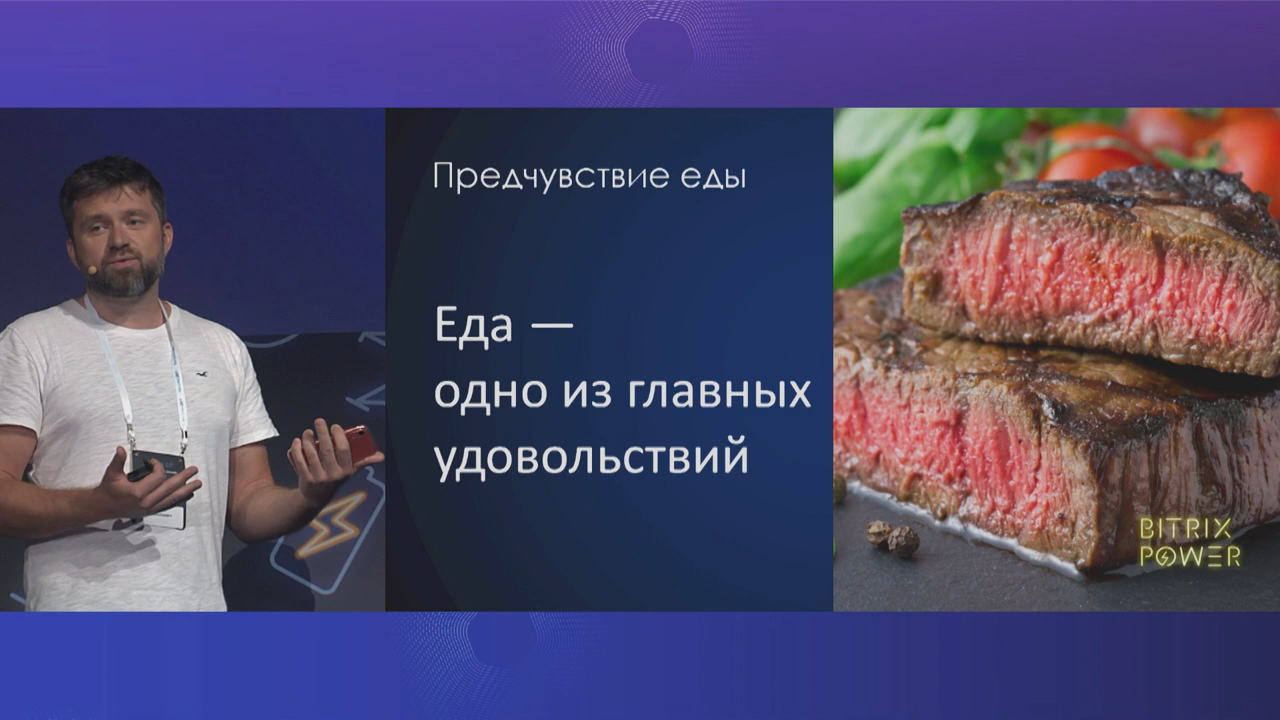 Предчувствие еды
Еда —
одно из главных
удовольствий
BITRIX
POWER